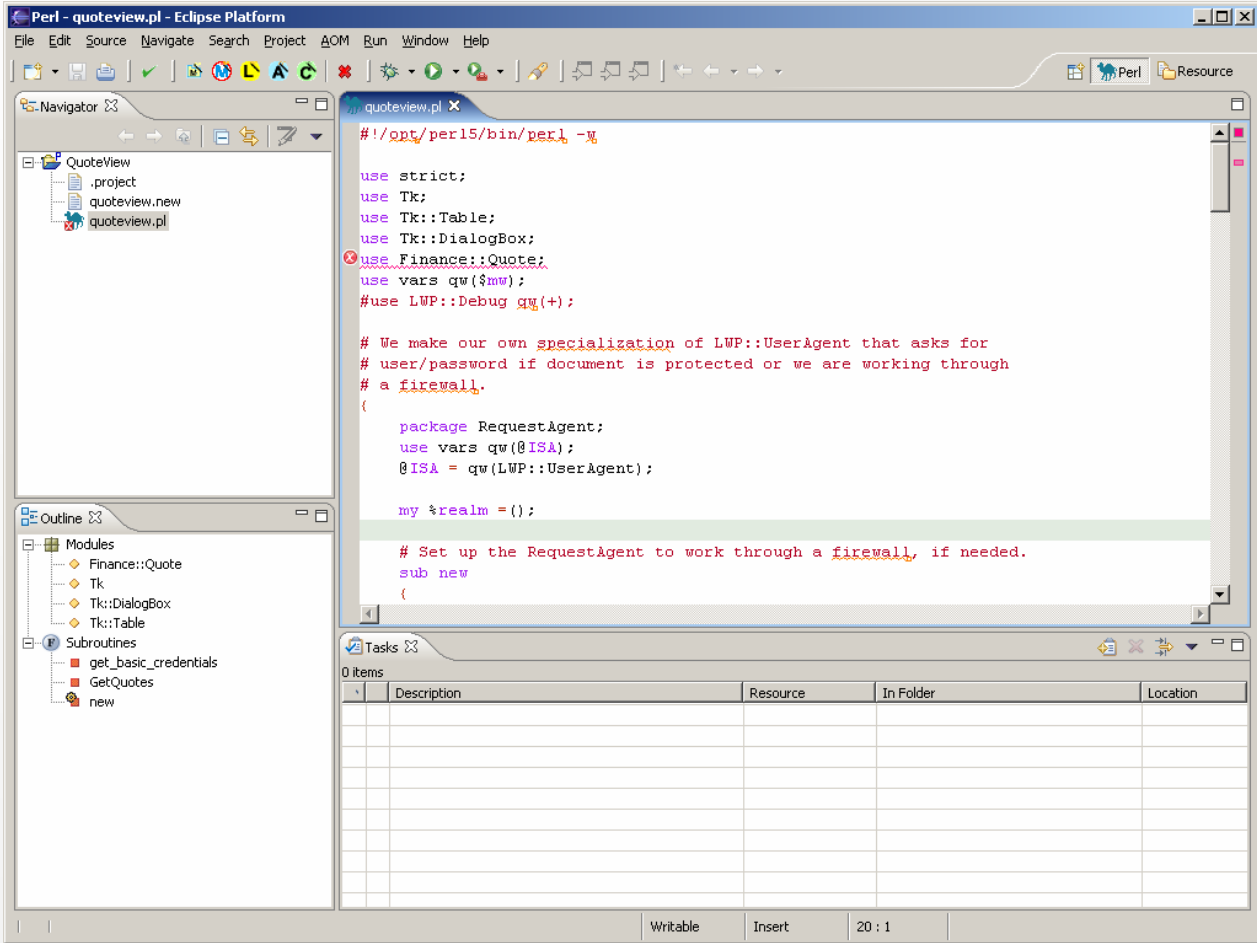 Perl - quoteview.pl - Eclipse Platform
File Edit Source Navigate Search Project AOM Run Window Help
Perl Resource
Navigator
QuoteView
.project
quoteview.new
quoteview.pl
quoteview.pl
#!/opt/perl5/bin/perl -w
use strict;
use Tk;
use Tk::Table;
use Tk::DialogBox;
use Finance::Quote;
use vars qw($mw);
#use LWP::Debug qw(+);
# We make our own specialization of LWP::UserAgent that asks for
# user/password if document is protected or we are working through
# a firewall.
{
package RequestAgent;
use vars qw(@ISA);
@ISA = qw(LWP::UserAgent);
my %realm =();
# Set up the RequestAgent to work through a firewall, if needed.
sub new
{
Outline
Modules
Finance::Quote
Tk
Tk::DialogBox
Tk::Table
F Subroutines
get_basic_credentials
GetQuotes
new
Tasks
0 items
Description Resource In Folder Location
Writable Insert 20 : 1